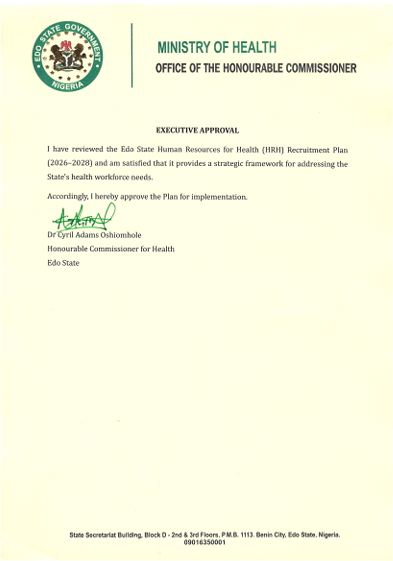 EDO STATE GOVERNMENT
NIGERIA
MINISTRY OF HEALTH
OFFICE OF THE HONOURABLE COMMISSIONER
EXECUTIVE APPROVAL
I have reviewed the Edo State Human Resources for Health (HRH) Recruitment Plan
(2026–2028) and am satisfied that it provides a strategic framework for addressing the
State's health workforce needs.
Accordingly, I hereby approve the Plan for implementation.
Dr Cyril Adams Oshiomhole
Honourable Commissioner for Health
Edo State
State Secretariat Building, Block D - 2nd & 3rd Floors, P.M.B. 1113. Benin City, Edo State, Nigeria.
09016350001